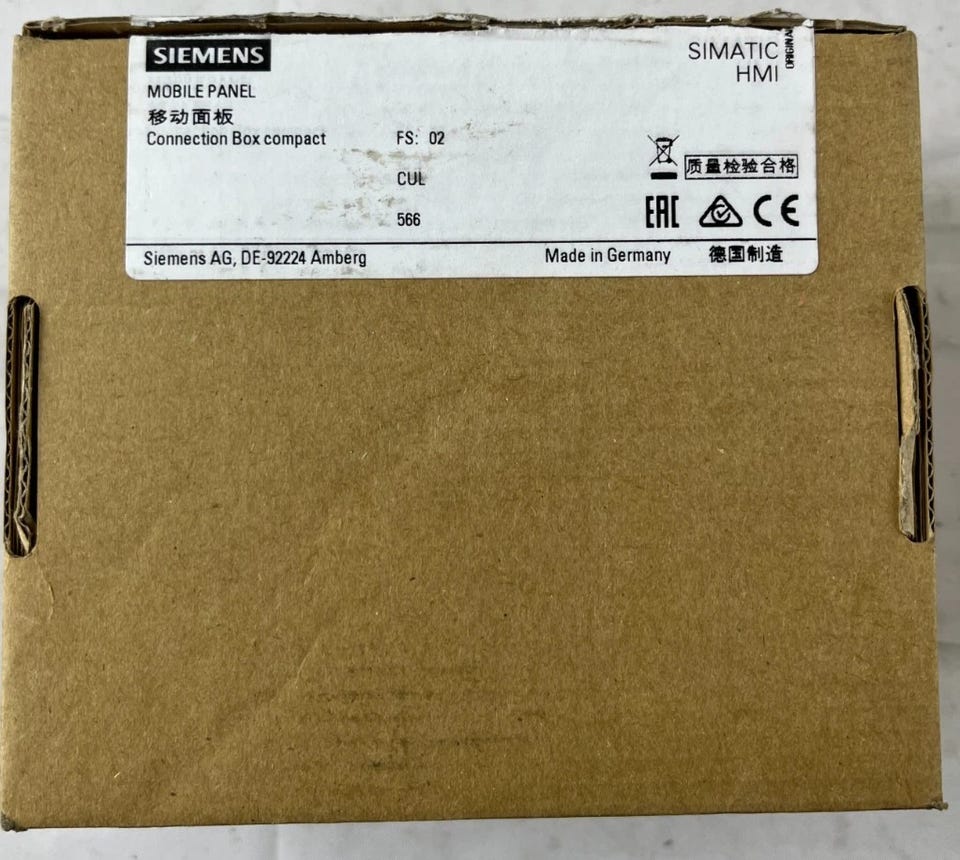 SIEMENS
SIMATIC
HMI
ORIGINA
MOBILE PANEL
移动面板
Connection Box compact FS: 02
CUL
质量检验合格
566
EAC CE
Siemens AG, DE-92224 Amberg Made in Germany 德国制造